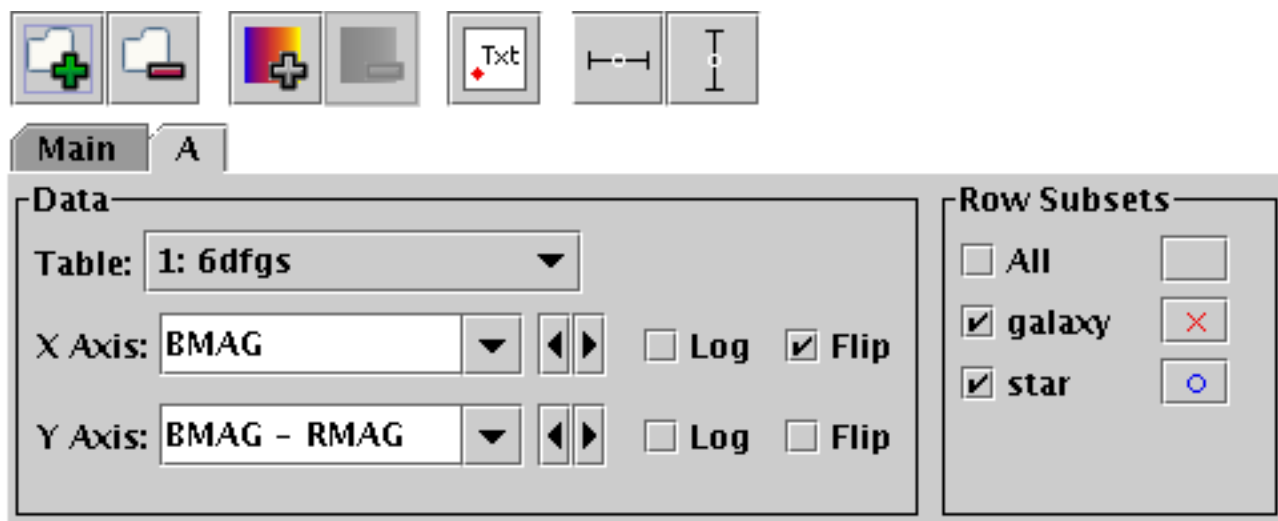 Txt
Main A
Data Row Subsets
Table: 1: 6dfgs All
X Axis: BMAG Log Flip galaxy
Y Axis: BMAG - RMAG Log Flip star